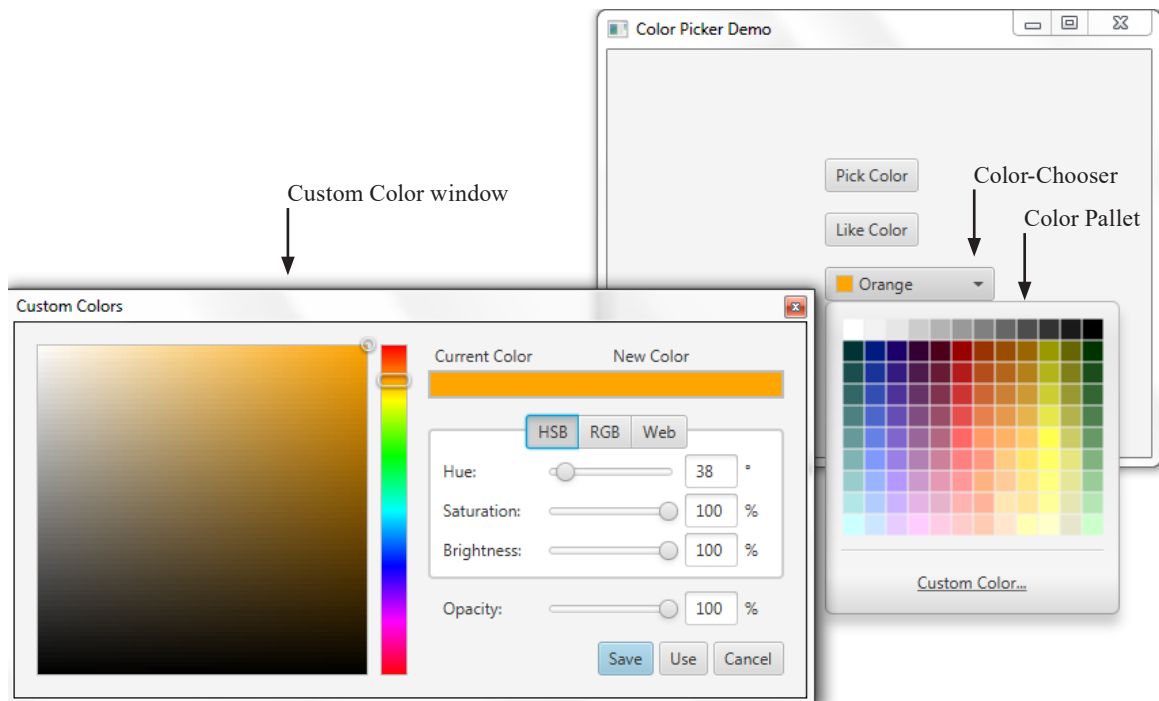 Color Picker Demo
Pick Color
Color-Chooser
Custom Color window
Like Color
Color Pallet
Orange
Custom Colors
Current Color New Color
HSB RGB Web
Hue: 38 °
Saturation: 100 %
Brightness: 100 %
Custom Color...
Opacity: 100 %
Save Use Cancel